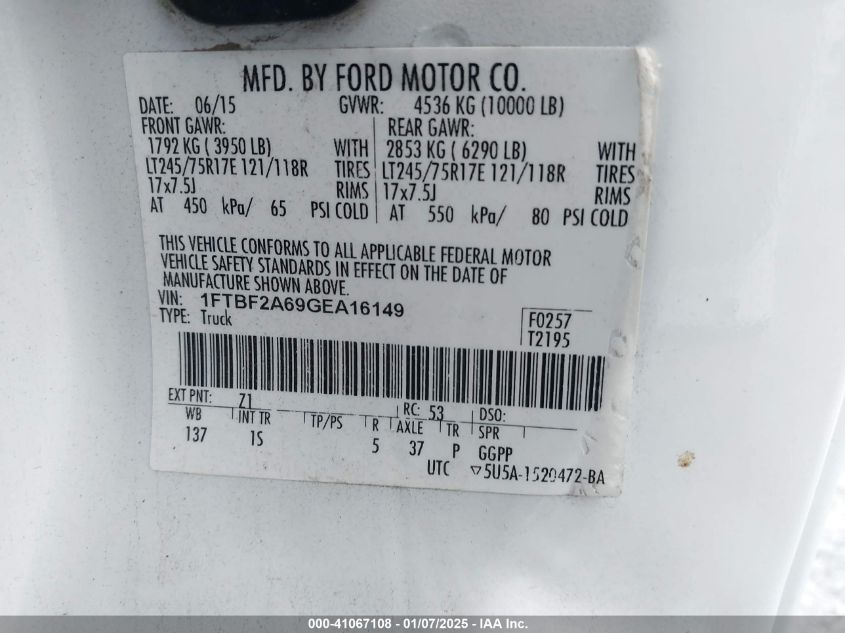 MFD. BY FORD MOTOR CO.
DATE: 06/15 GVWR: 4536 KG (10000 LB)
FRONT GAWR: REAR GAWR:
1792 KG ( 3950 LB) WITH 2853 KG ( 6290 LB) WITH
LT245/75R17E 121/118R TIRES LT245/75R17E 121/118R TIRES
17x7.5J RIMS 17x7.5J RIMS
AT 450 kPa/ 65 PSI COLD AT 550 kPa/ 80 PSI COLD
THIS VEHICLE CONFORMS TO ALL APPLICABLE FEDERAL MOTOR
VEHICLE SAFETY STANDARDS IN EFFECT ON THE DATE OF
MANUFACTURE SHOWN ABOVE.
VIN: 1FTBF2A69GEA16149
TYPE: Truck
F0257
T2195
EXT PNT: Z1 RC: 53 DSO:
WB INT TR TP/PS R AXLE TR SPR
137 1S 5 37 P GGPP
UTC ▽5U5A-1520472-BA
000-41067108 - 01/07/2025 - IAA Inc.